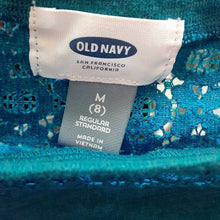 OLD NAVY
SAN FRANCISCO
CALIFORNIA
M
(8)
REGULAR
STANDARD
MADE IN
VIETNAM